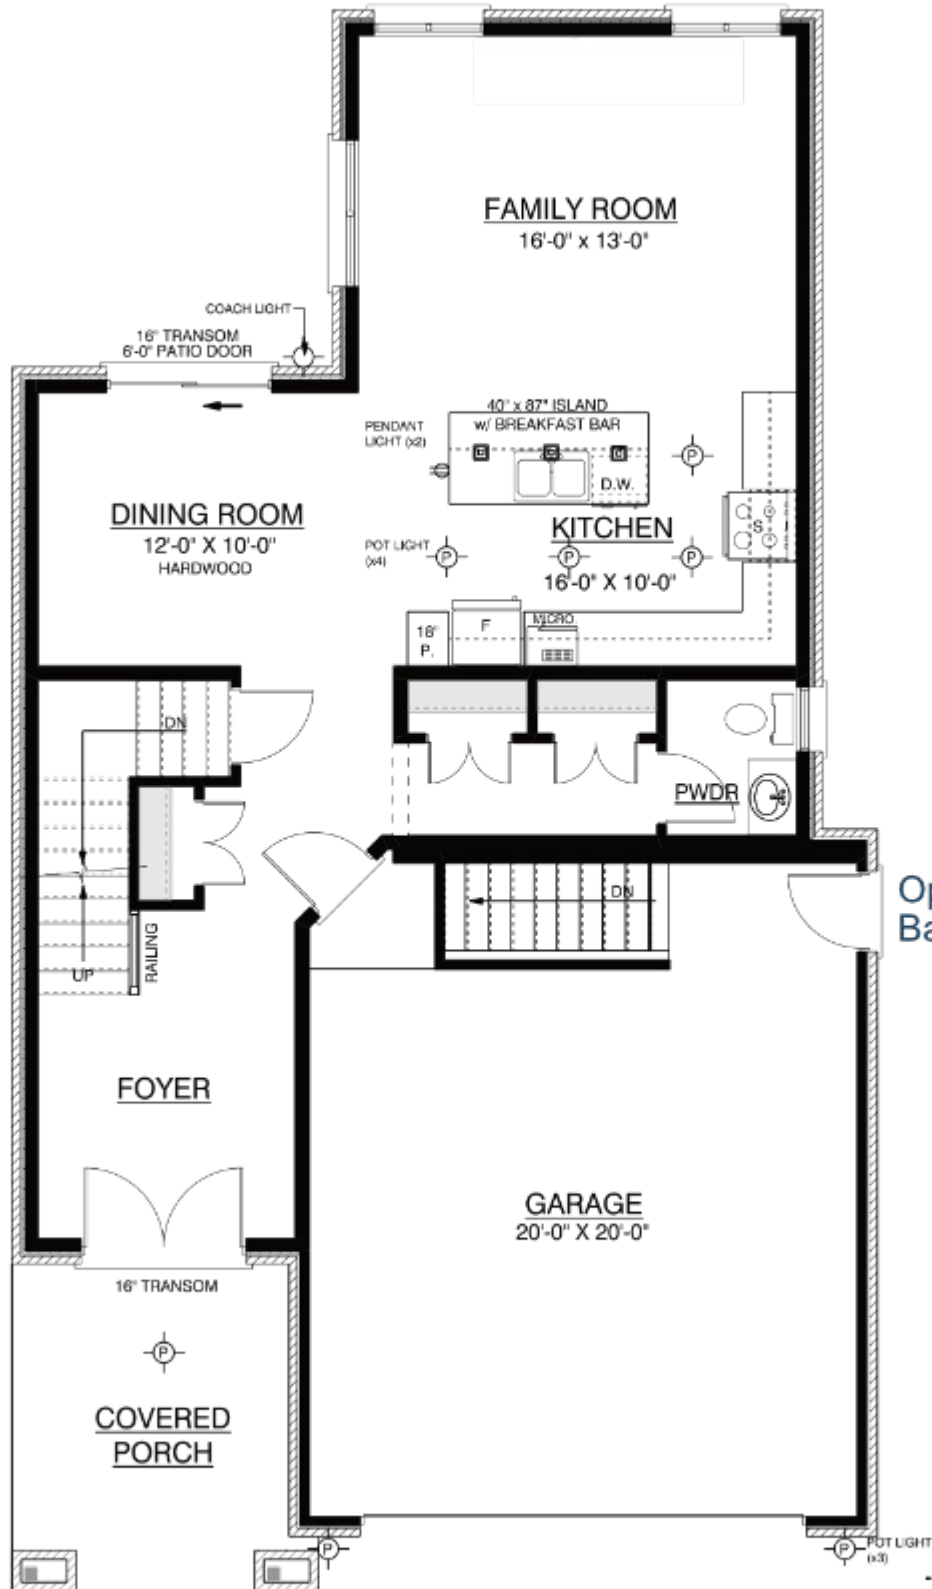 FAMILY ROOM
16'-0" x 13'-0"
COACH LIGHT
16" TRANSOM
6'-0" PATIO DOOR
40" x 87" ISLAND
w/ BREAKFAST BAR
PENDANT
LIGHT (x2)
P
D.W.
DINING ROOM
12'-0" X 10'-0"
HARDWOOD
KITCHEN
16'-0" X 10'-0"
S
POT LIGHT
(x4)
P
P
P
18"
P.
F
MICRO
DN
PWDR
DN
UP
RAILING
Op
Ba
FOYER
GARAGE
20'-0" X 20'-0"
16" TRANSOM
P
COVERED
PORCH
P
P
POT LIGHT
(x3)